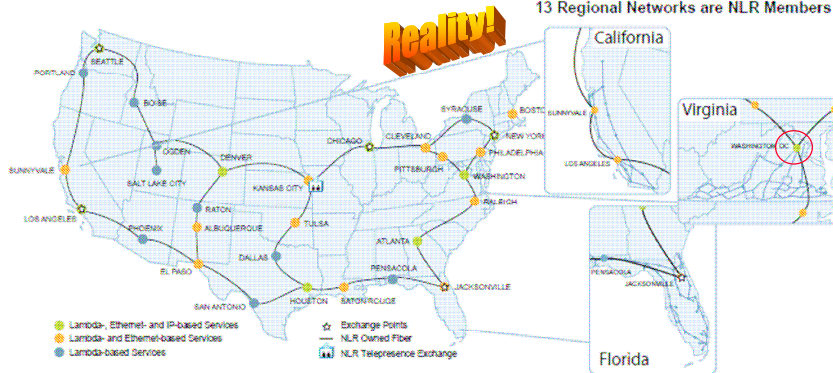 13 Regional Networks are NLR Members
Reality!
California
SUNNYVALE
LOS ANGELES
Virginia
WASHINGTON DC
SEATTLE
PORTLAND
BOISE
OGDEN
SALT LAKE CITY
SUNNYVALE
LOS ANGELES
PHOENIX
DENVER
RATON
ALBUQUERQUE
EL PASO
KANSAS CITY
TULSA
DALLAS
SAN ANTONIO
HOUSTON
BATON ROUGE
PENSACOLA
JACKSONVILLE
ATLANTA
RALEIGH
WASHINGTON
PITTSBURGH
PHILADELPHIA
NEW YORK
SYRACUSE
BOSTO
CLEVELAND
CHICAGO
PENSACOLA
JACKSONVILLE
Florida
Lambda-, Ethernet- and IP-based Services
Lambda- and Ethernet-based Services
Lambda-based Services
Exchange Points
NLR Owned Fiber
NLR Telepresence Exchange